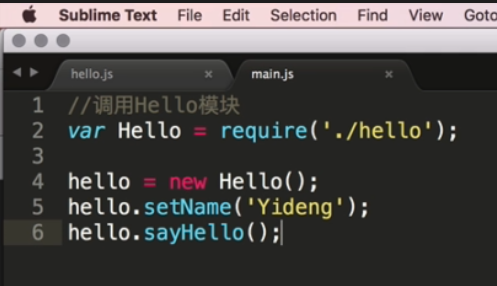 Sublime Text File Edit Selection Find View Goto
hello.js × main.js ×
1 //调用Hello模块
2 var Hello = require('./hello');
3
4 hello = new Hello();
5 hello.setName('Yideng');
6 hello.sayHello();